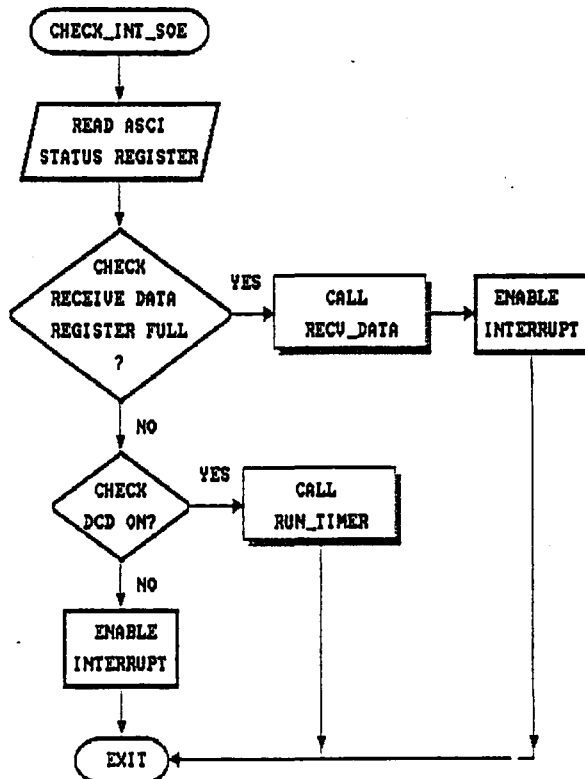 CHECK_INT_SOE
READ ASCI
STATUS REGISTER
CHECK
RECEIVE DATA
REGISTER FULL
?
YES
CALL
RECV_DATA
ENABLE
INTERRUPT
NO
CHECK
DCD ON?
YES
CALL
RUN_TIMER
NO
ENABLE
INTERRUPT
EXIT